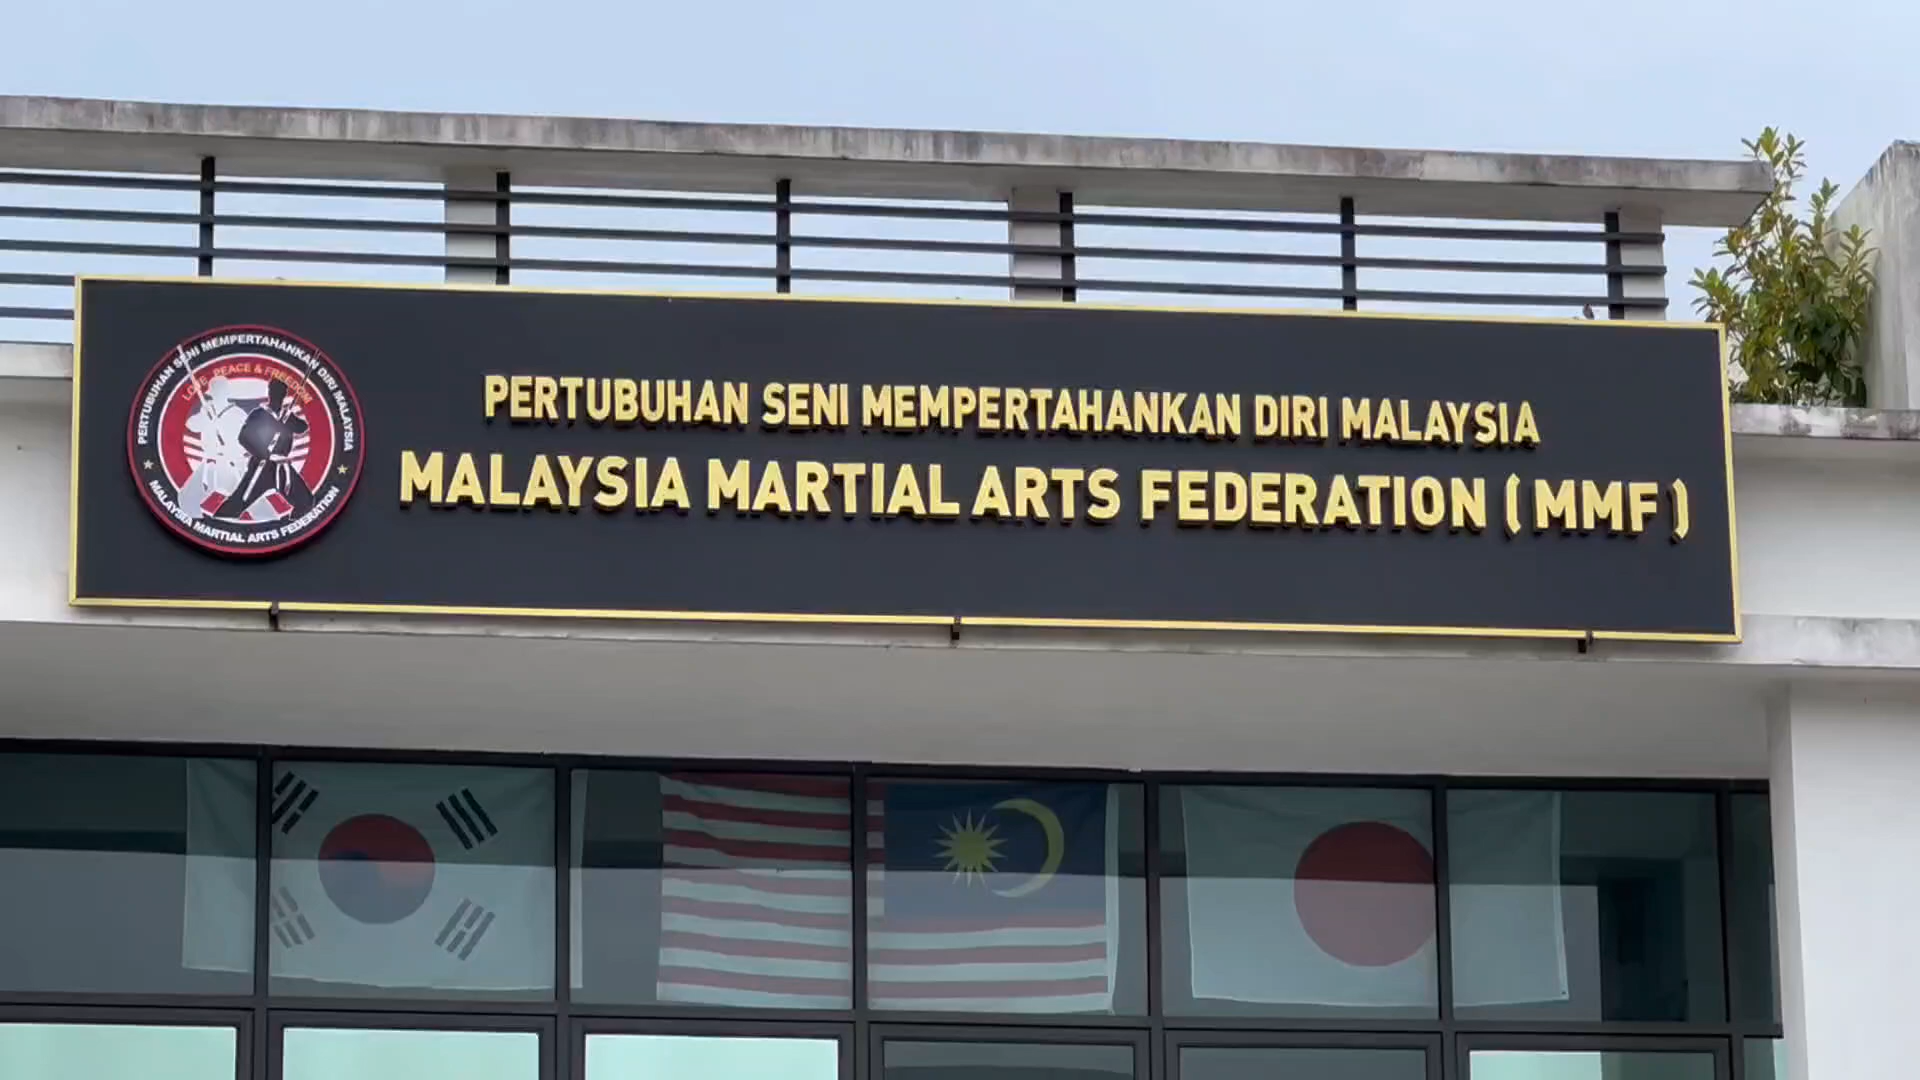 PERTUBUHAN SENI MEMPERTAHANKAN DIRI MALAYSIA
LOVE, PEACE & FREEDOM
MALAYSIA MARTIAL ARTS FEDERATION
PERTUBUHAN SENI MEMPERTAHANKAN DIRI MALAYSIA
MALAYSIA MARTIAL ARTS FEDERATION (MMF)